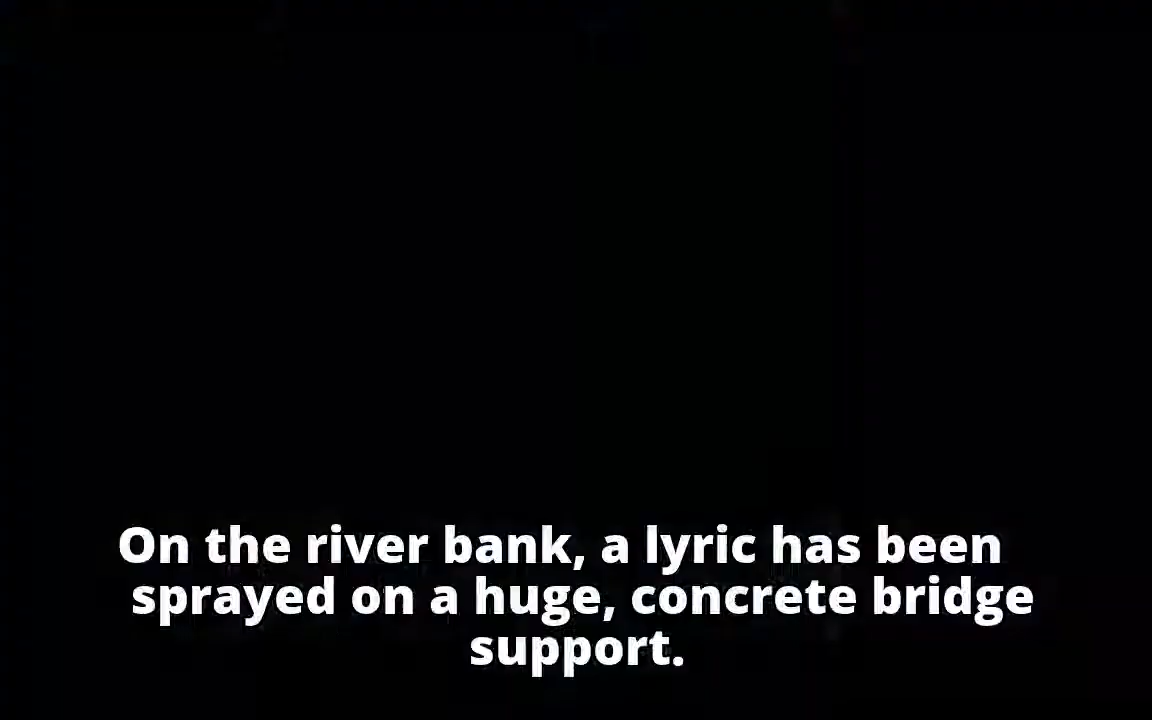 On the river bank, a lyric has been
sprayed on a huge, concrete bridge
support.